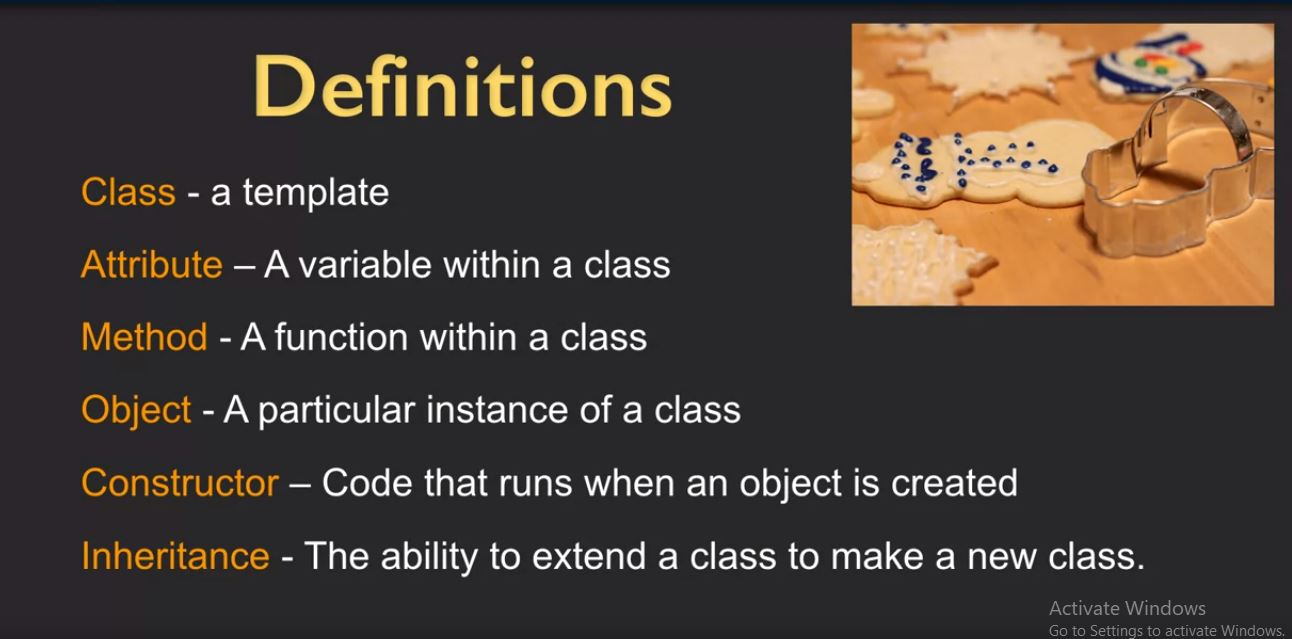 Definitions
Class - a template
Attribute – A variable within a class
Method - A function within a class
Object - A particular instance of a class
Constructor – Code that runs when an object is created
Inheritance - The ability to extend a class to make a new class.
Activate Windows
Go to Settings to activate Windows.